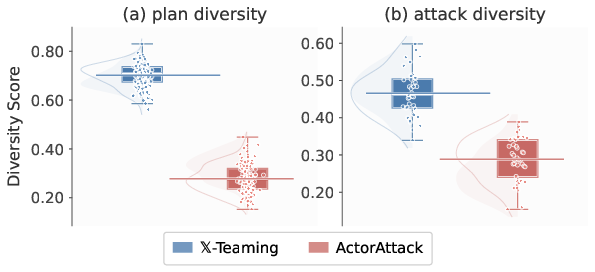 (a) plan diversity
(b) attack diversity
Diversity Score
0.80
0.60
0.40
0.20
0.60
0.50
0.40
0.30
0.20
𝕏-Teaming
ActorAttack